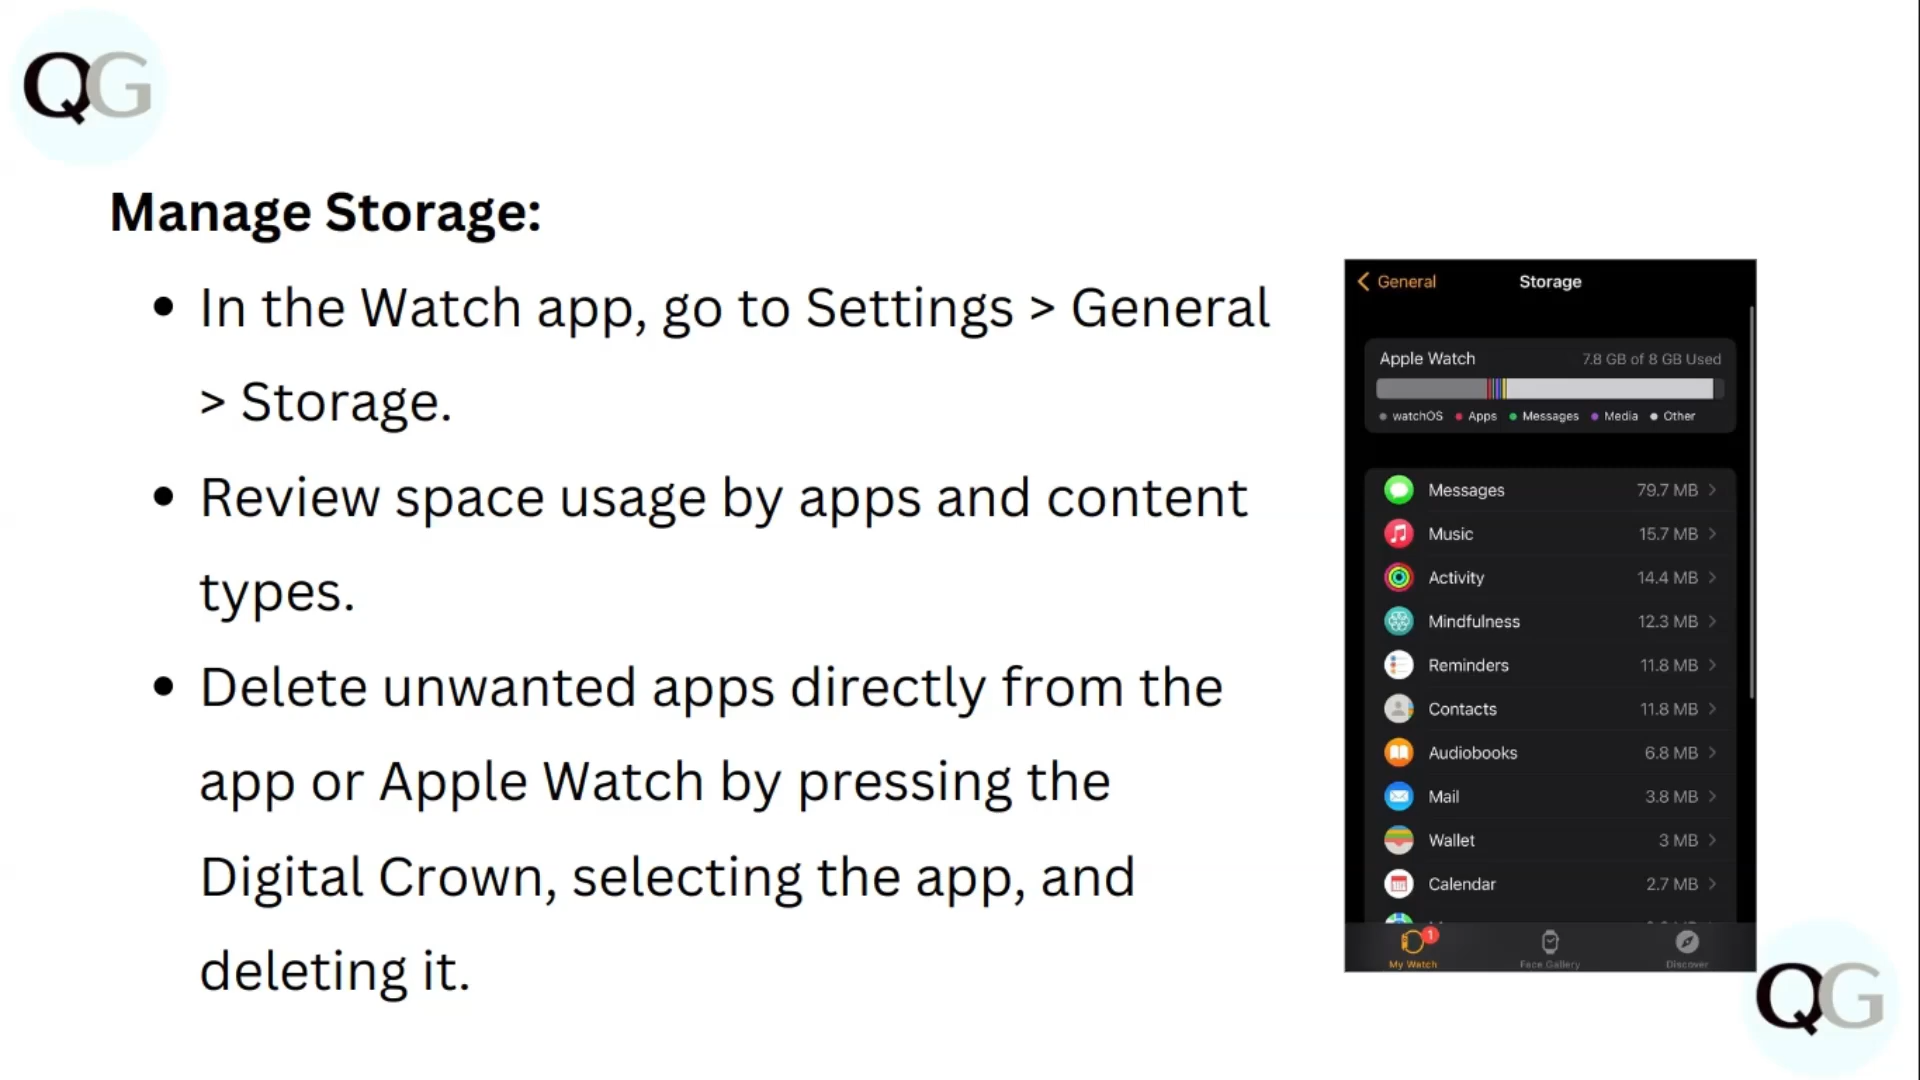 QG
Manage Storage:
• In the Watch app, go to Settings > General
> Storage.
• Review space usage by apps and content
types.
• Delete unwanted apps directly from the
app or Apple Watch by pressing the
Digital Crown, selecting the app, and
deleting it.
General Storage
Apple Watch 7.8 GB of 8 GB Used
watchOS Apps Messages Media Other
Messages 79.7 MB
Music 15.7 MB
Activity 14.4 MB
Mindfulness 12.3 MB
Reminders 11.8 MB
Contacts 11.8 MB
Audiobooks 6.8 MB
Mail 3.8 MB
Wallet 3 MB
Calendar 2.7 MB
1
My Watch Face Gallery Discover
QG